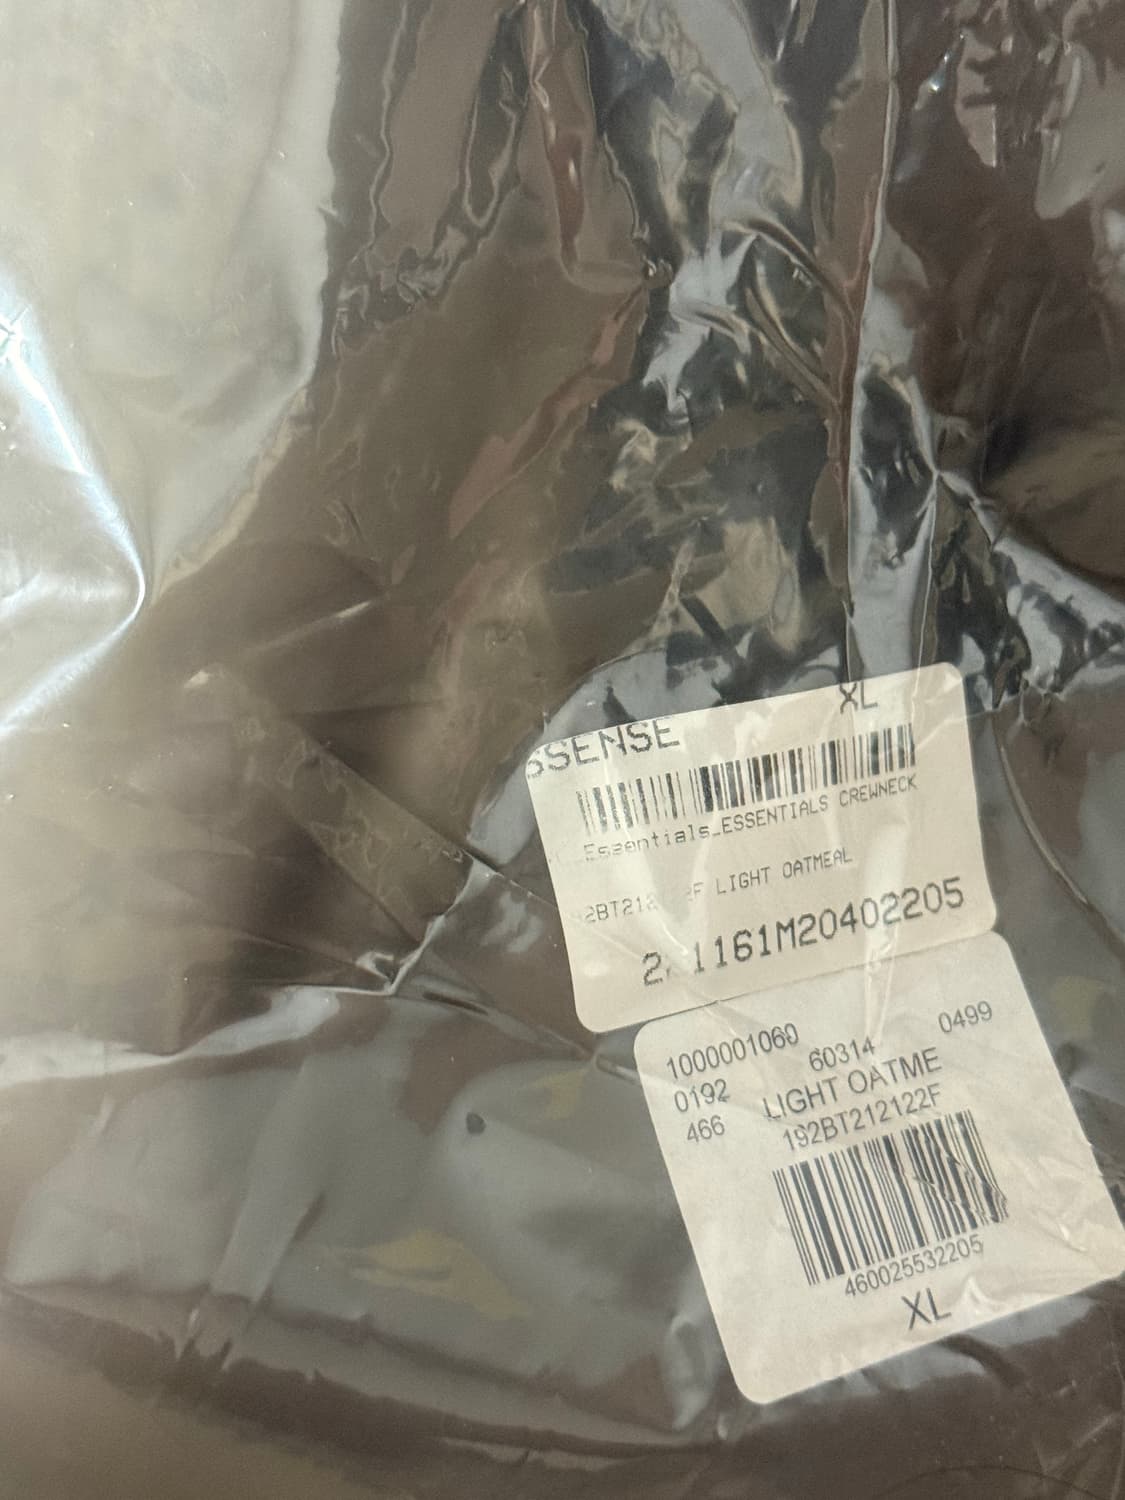 SSENSE
XL
Essentials_ESSENTIALS CREWNECK
LIGHT OATMEAL
1161M20402205
1000001060 60314 0499
0192 LIGHT OATME
466 192BT212122F
460025532205
XL